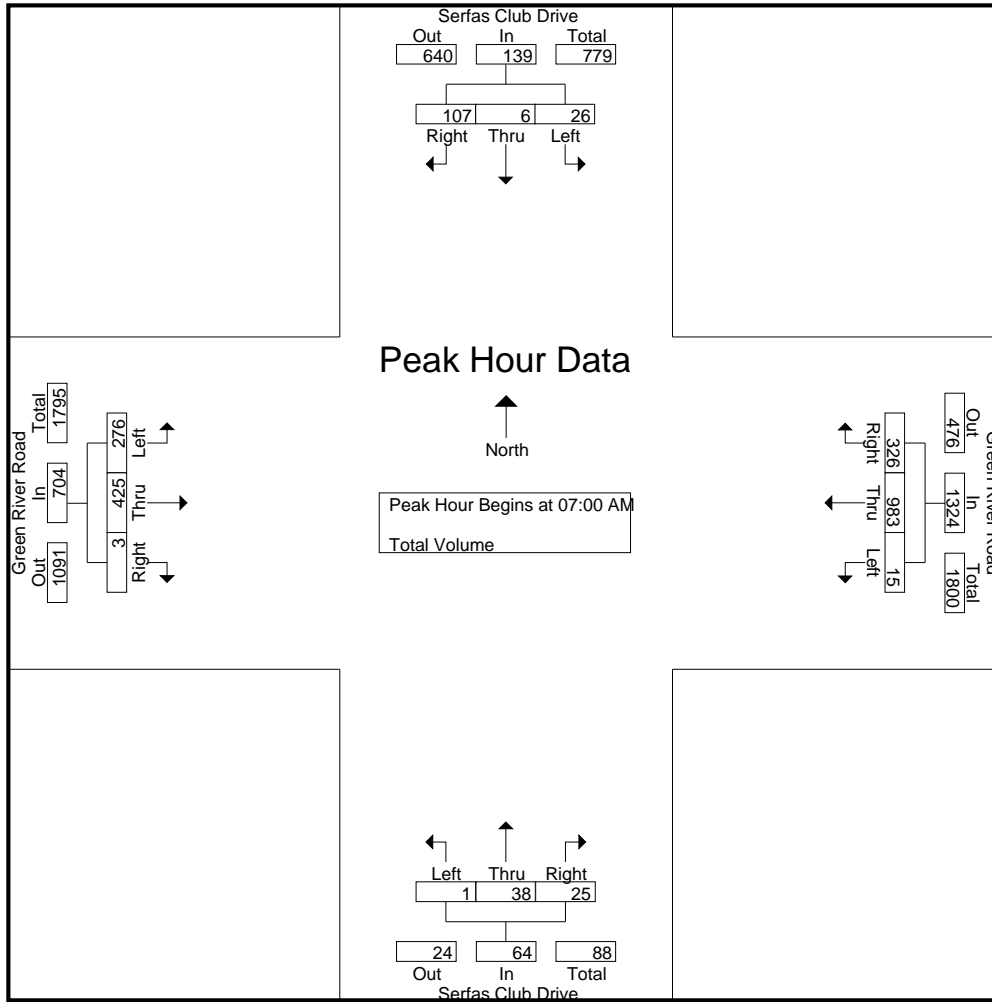 Serfas Club Drive
Out In Total
640 139 779
107 6 26
Right Thru Left
Peak Hour Data
North
Peak Hour Begins at 07:00 AM
Total Volume
Green River Road
Out In Total
1091 704 1795
3 425 276
Right Thru Left
Green River Road
Out In Total
476 1324 1800
326 983 15
Right Thru Left
Left Thru Right
1 38 25
24 64 88
Out In Total
Serfas Club Drive